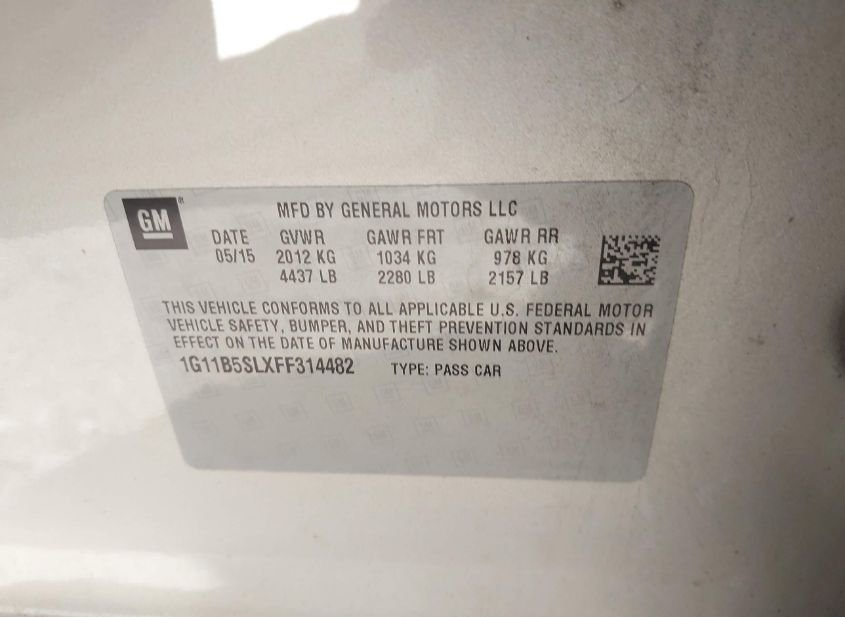 GM
MFD BY GENERAL MOTORS LLC
DATE GVWR GAWR FRT GAWR RR
05/15 2012 KG 1034 KG 978 KG
4437 LB 2280 LB 2157 LB
THIS VEHICLE CONFORMS TO ALL APPLICABLE U.S. FEDERAL MOTOR
VEHICLE SAFETY, BUMPER, AND THEFT PREVENTION STANDARDS IN
EFFECT ON THE DATE OF MANUFACTURE SHOWN ABOVE.
1G11B5SLXFF314482 TYPE: PASS CAR